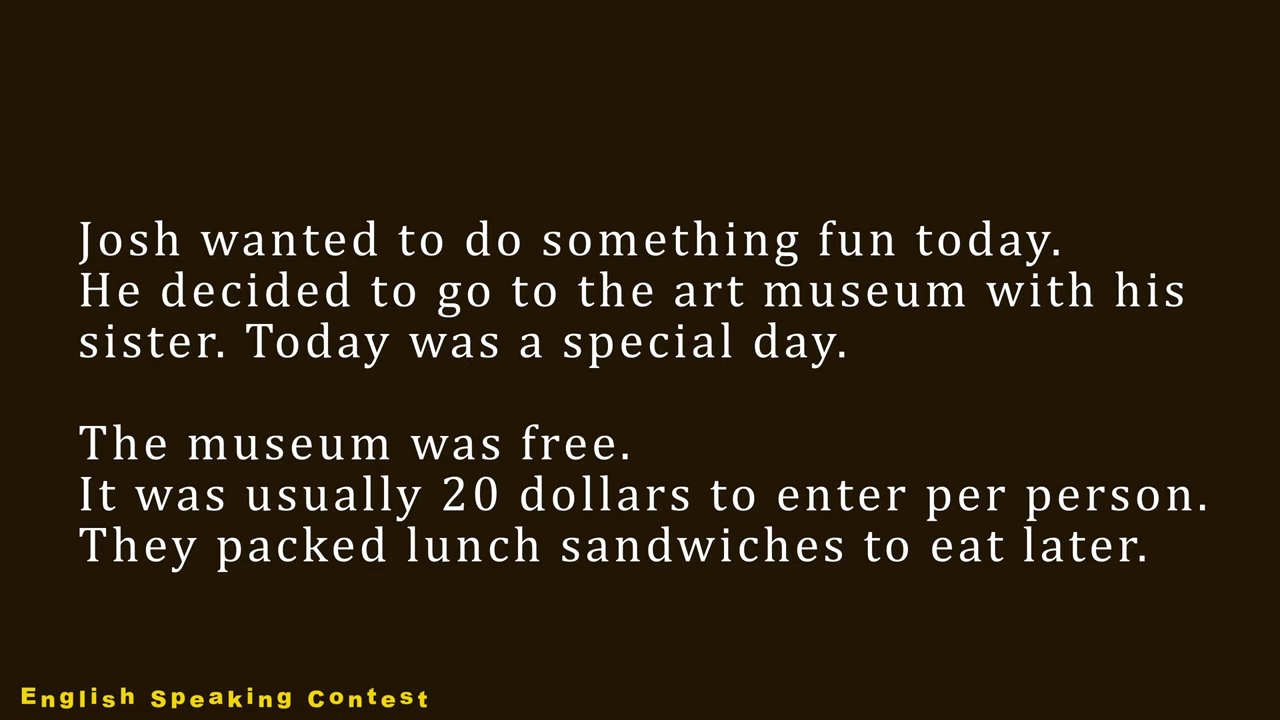 Josh wanted to do something fun today.
He decided to go to the art museum with his
sister. Today was a special day.
The museum was free.
It was usually 20 dollars to enter per person.
They packed lunch sandwiches to eat later.
English Speaking Contest